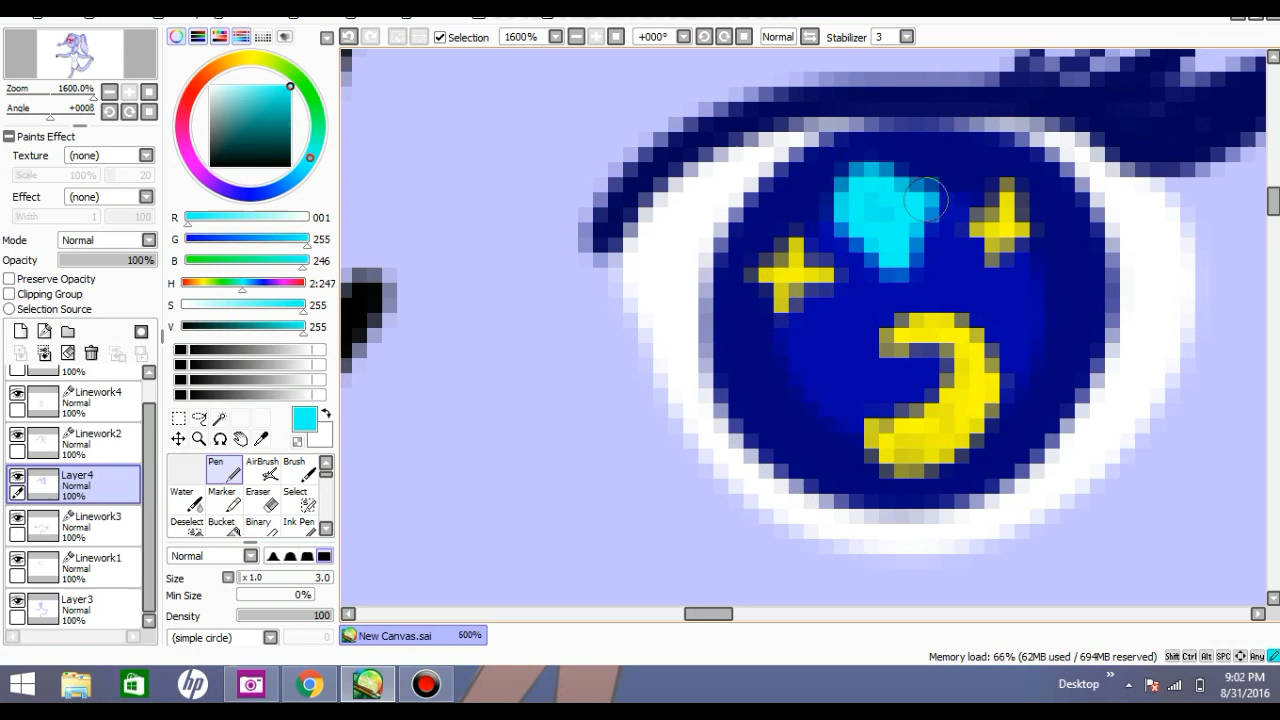 Selection
1600%
+000°
Normal
Stabilizer
3
Zoom
1600.0%
Angle
+0008
Paints Effect
Texture
(none)
Scale
100%
20
Effect
(none)
Width
1
100
Mode
Normal
Opacity
100%
Preserve Opacity
Clipping Group
Selection Source
100%
Linework4
Normal
100%
Linework2
Normal
100%
Layer4
Normal
100%
Linework3
Normal
100%
Linework1
Normal
100%
Layer3
Normal
100%
R
001
G
255
B
246
H
2:247
S
255
V
255
Pen
AirBrush
Brush
Water
Marker
Eraser
Select
Deselect
Bucket
Binary
Ink Pen
Normal
Size
x 1.0
3.0
Min Size
0%
Density
100
(simple circle)
New Canvas.sai
600%
Memory load: 66% (62MB used / 694MB reserved)
Shift Ctrl Alt SPC Any
hp
Desktop
9:02 PM
8/31/2016